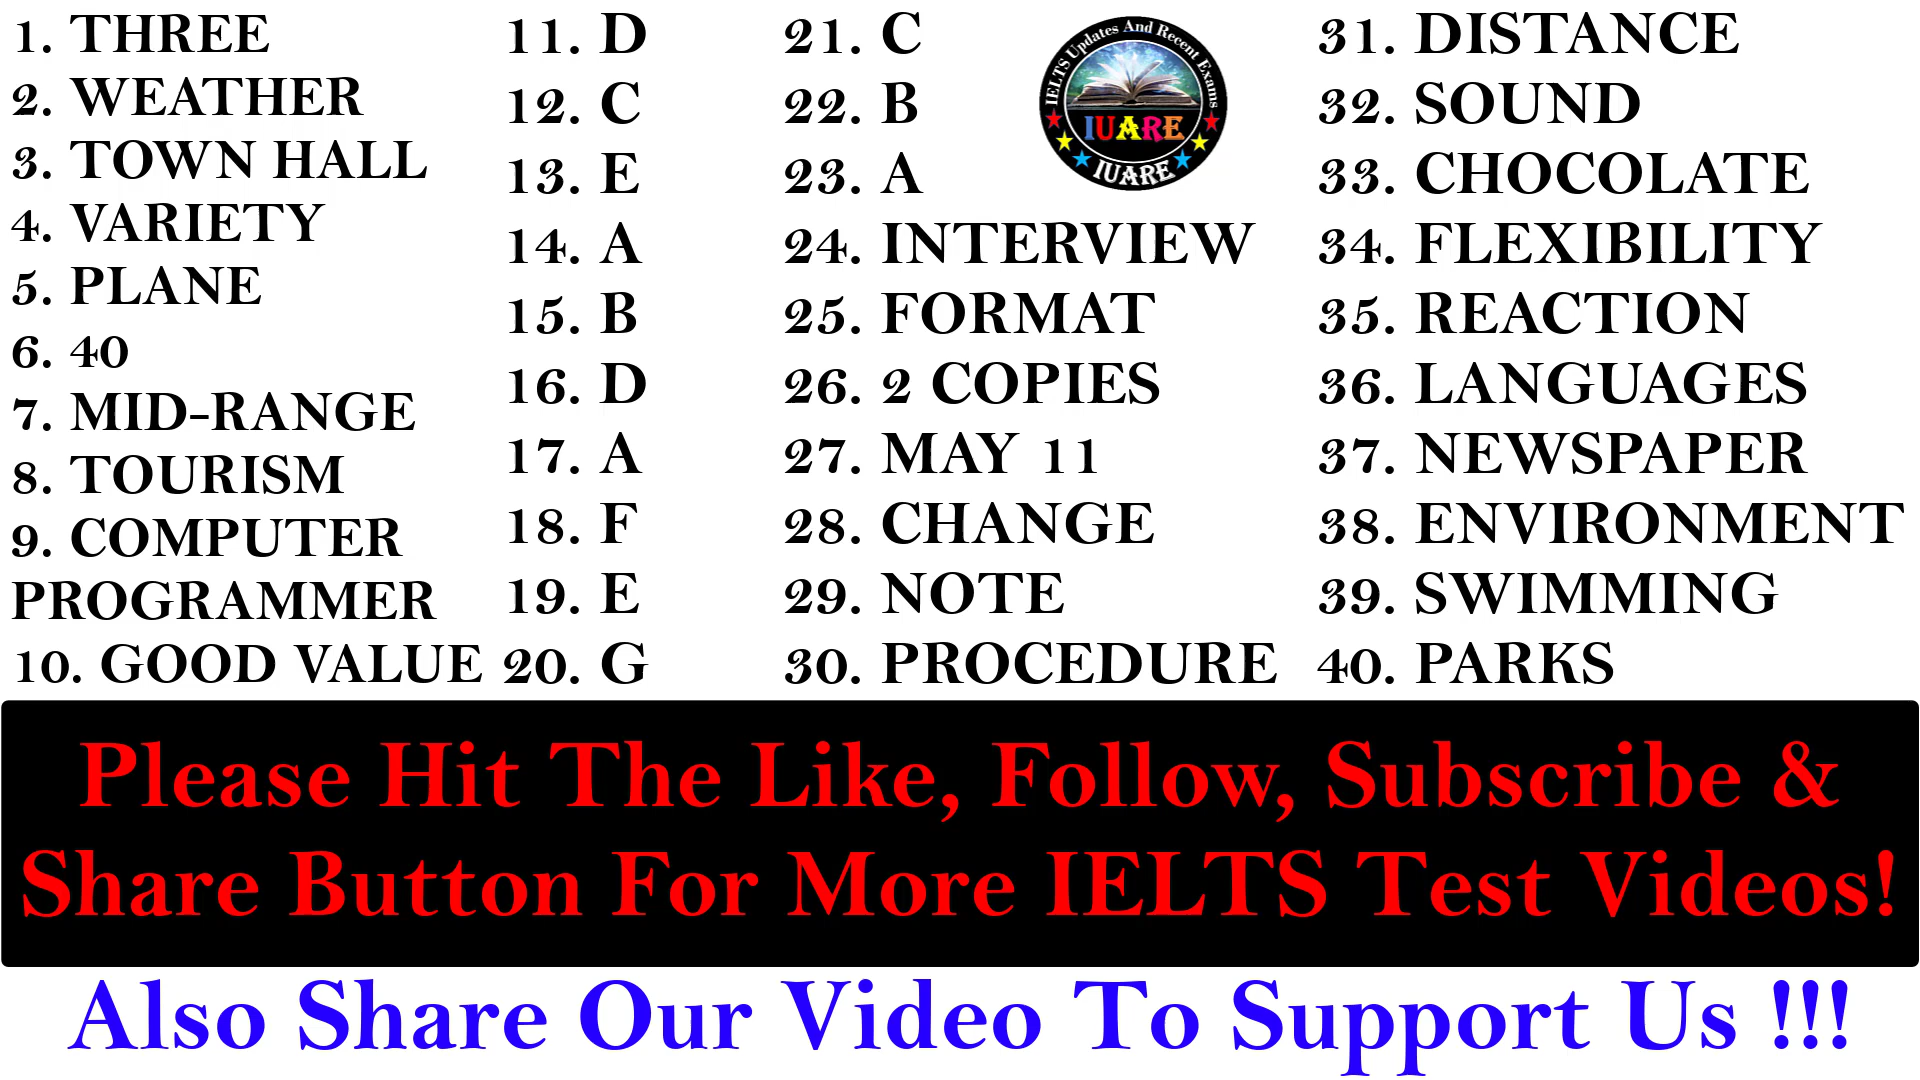 1. THREE
2. WEATHER
3. TOWN HALL
4. VARIETY
5. PLANE
6. 40
7. MID-RANGE
8. TOURISM
9. COMPUTER
PROGRAMMER
10. GOOD VALUE
11. D
12. C
13. E
14. A
15. B
16. D
17. A
18. F
19. E
20. G
21. C
22. B
23. A
24. INTERVIEW
25. FORMAT
26. 2 COPIES
27. MAY 11
28. CHANGE
29. NOTE
30. PROCEDURE
IELTS Updates And Recent Exams
IUARE
IUARE
31. DISTANCE
32. SOUND
33. CHOCOLATE
34. FLEXIBILITY
35. REACTION
36. LANGUAGES
37. NEWSPAPER
38. ENVIRONMENT
39. SWIMMING
40. PARKS
Please Hit The Like, Follow, Subscribe &
Share Button For More IELTS Test Videos!
Also Share Our Video To Support Us !!!